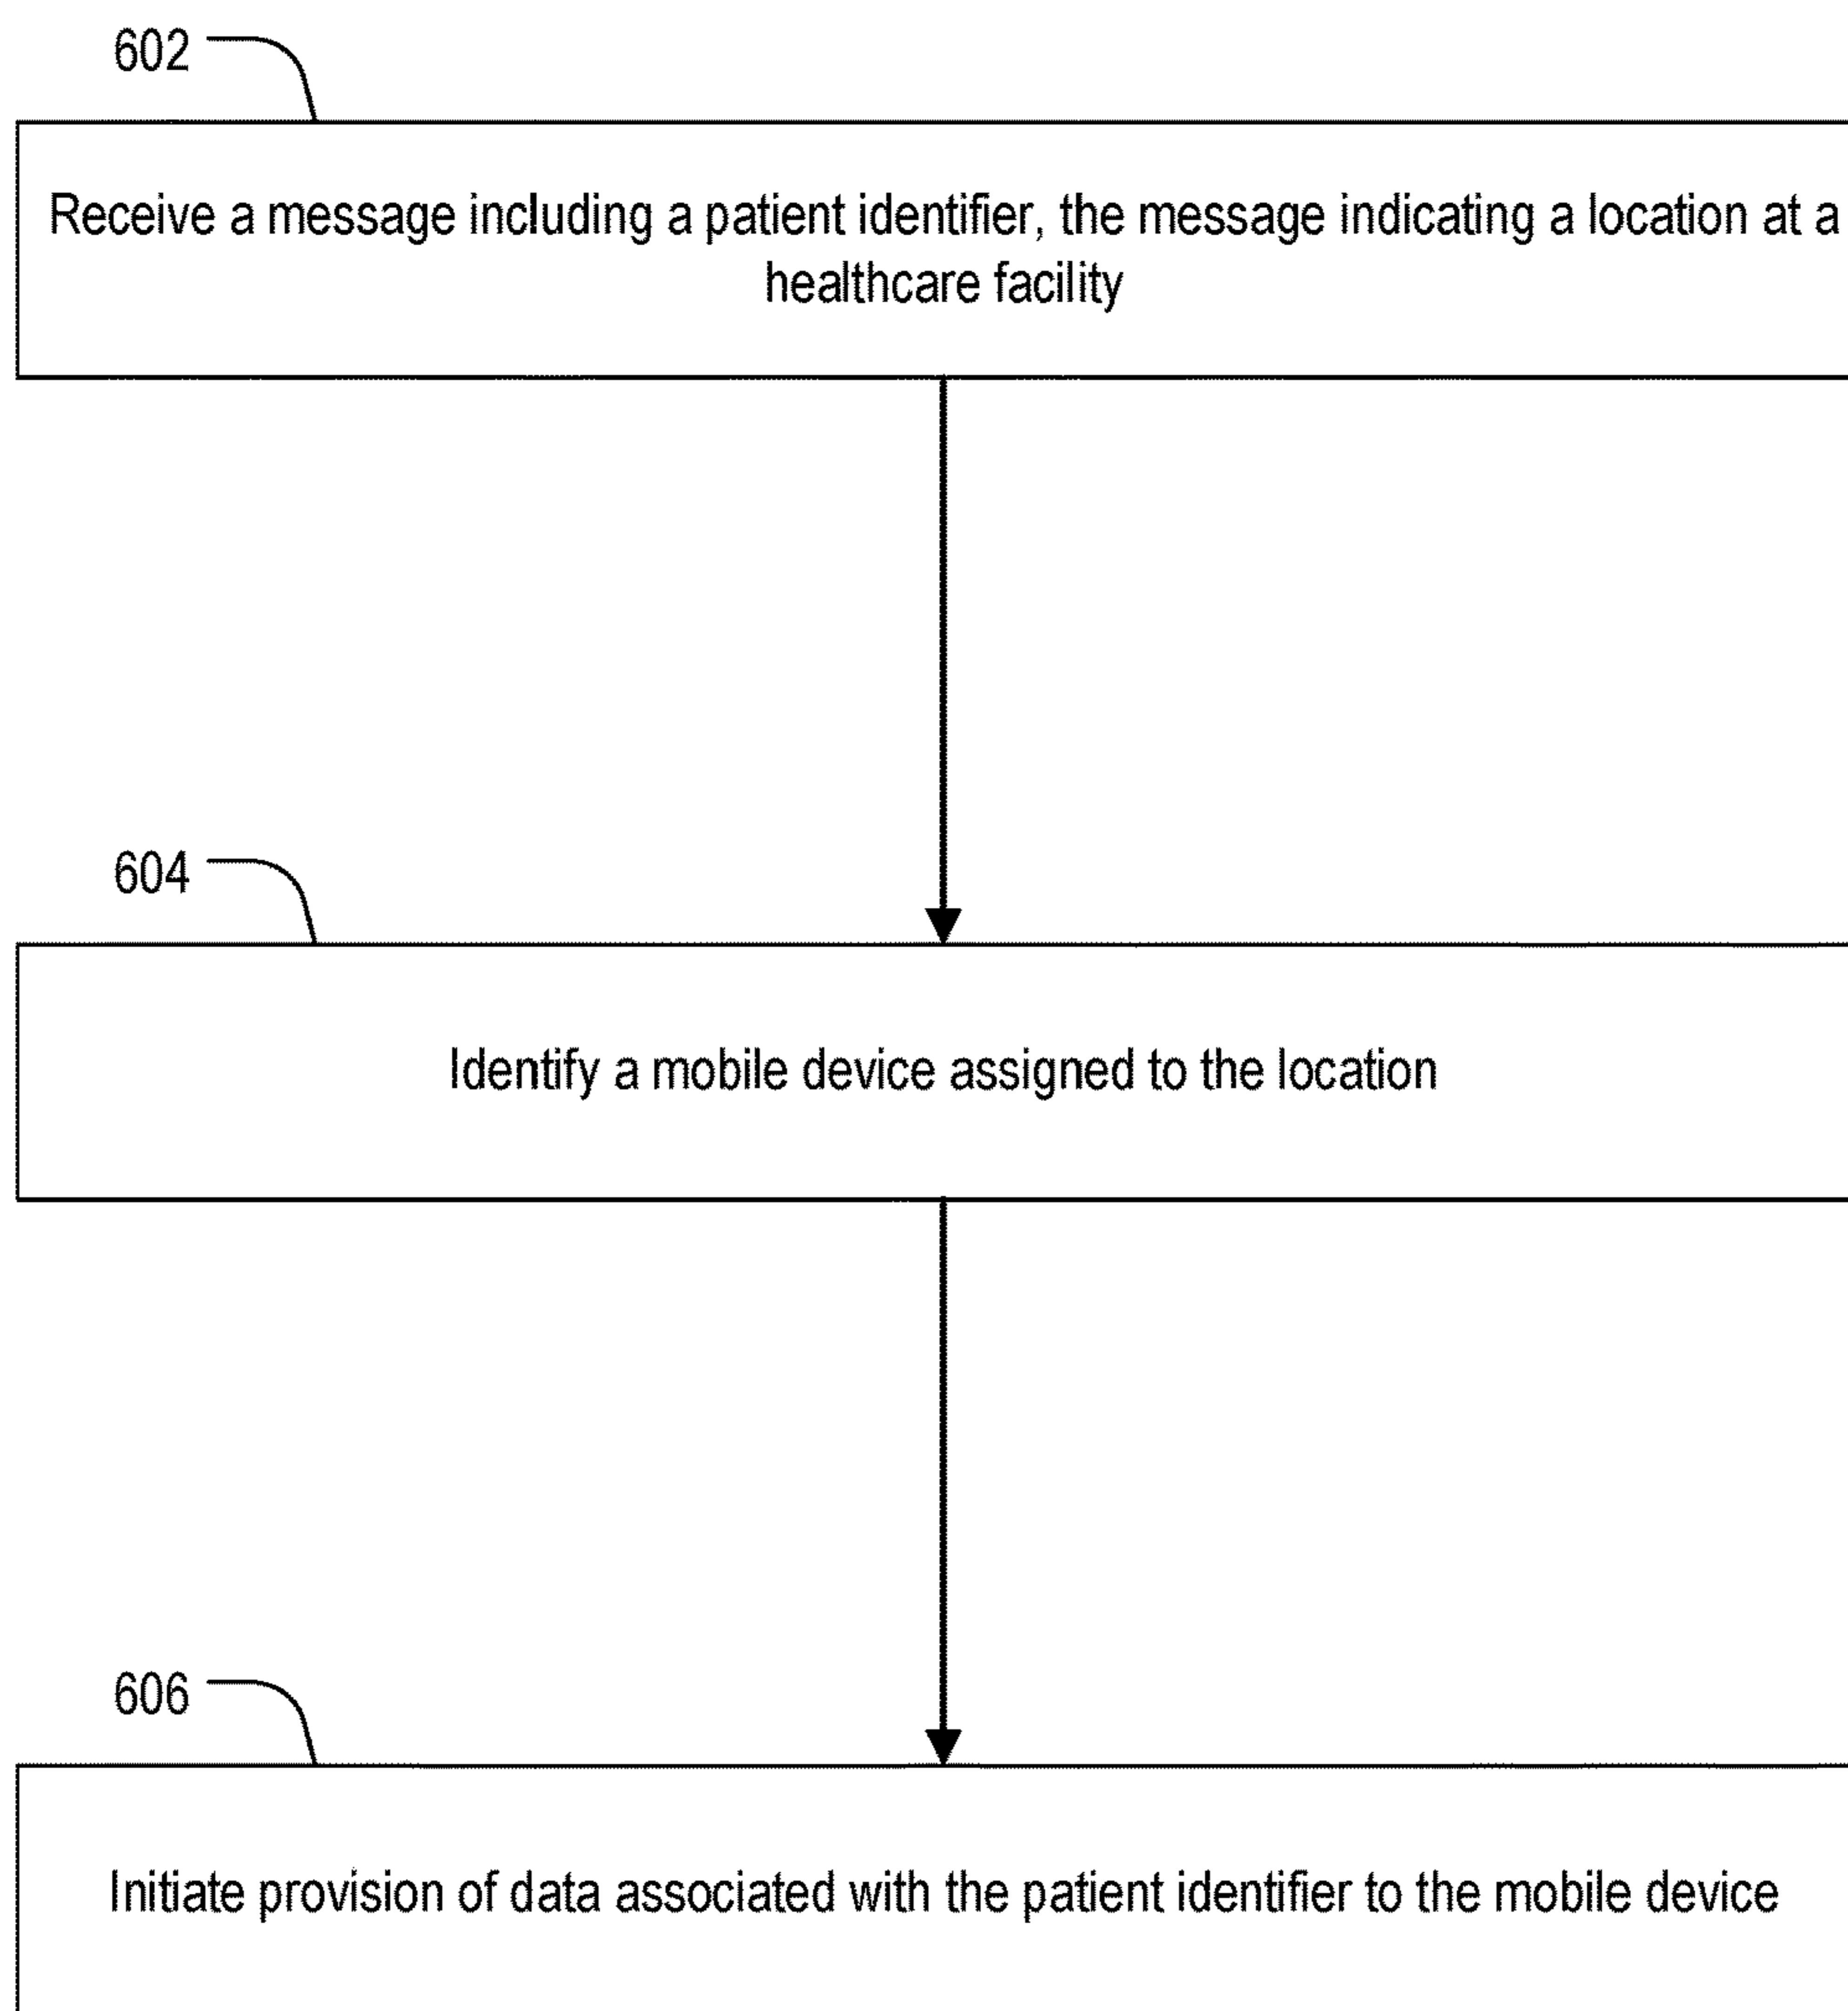 602
Receive a message including a patient identifier, the message indicating a location at a
healthcare facility
604
Identify a mobile device assigned to the location
606
Initiate provision of data associated with the patient identifier to the mobile device